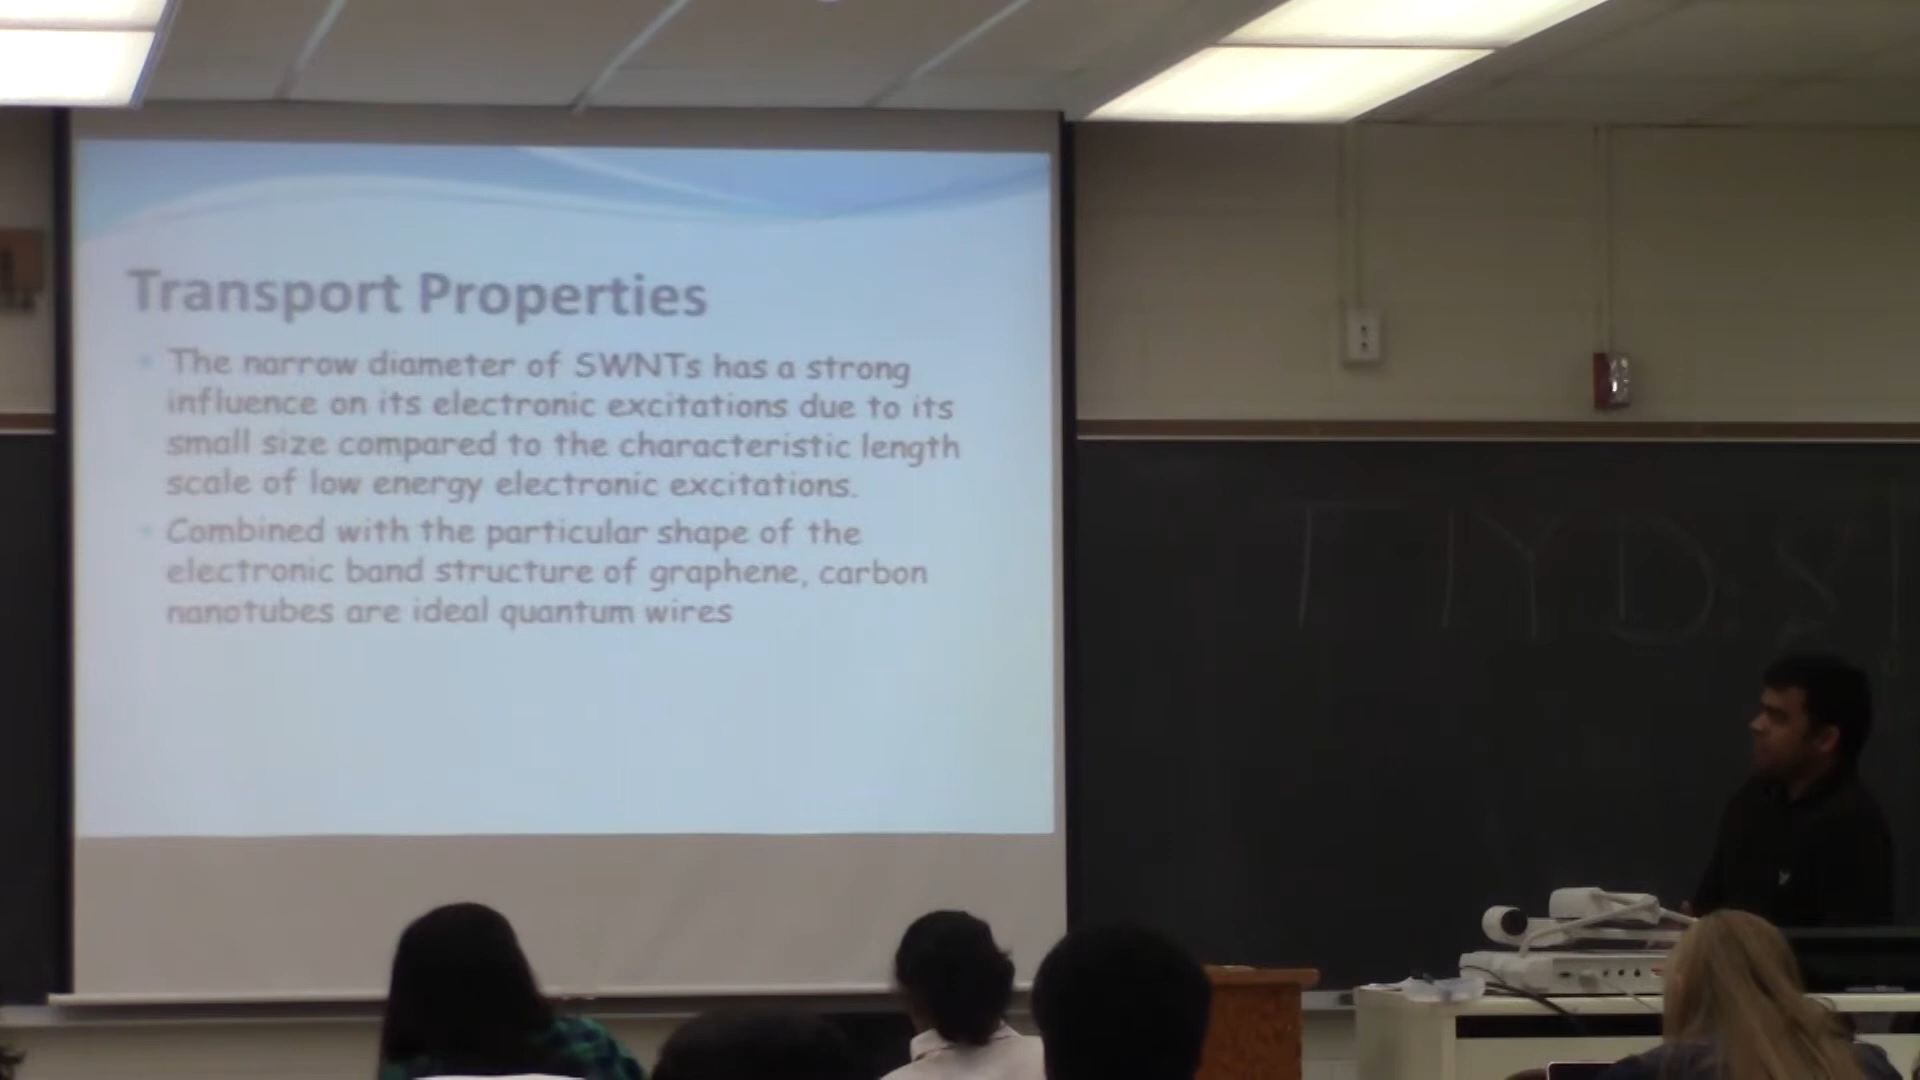 Transport Properties
The narrow diameter of SWNTs has a strong
influence on its electronic excitations due to its
small size compared to the characteristic length
scale of low energy electronic excitations.
Combined with the particular shape of the
electronic band structure of graphene, carbon
nanotubes are ideal quantum wires